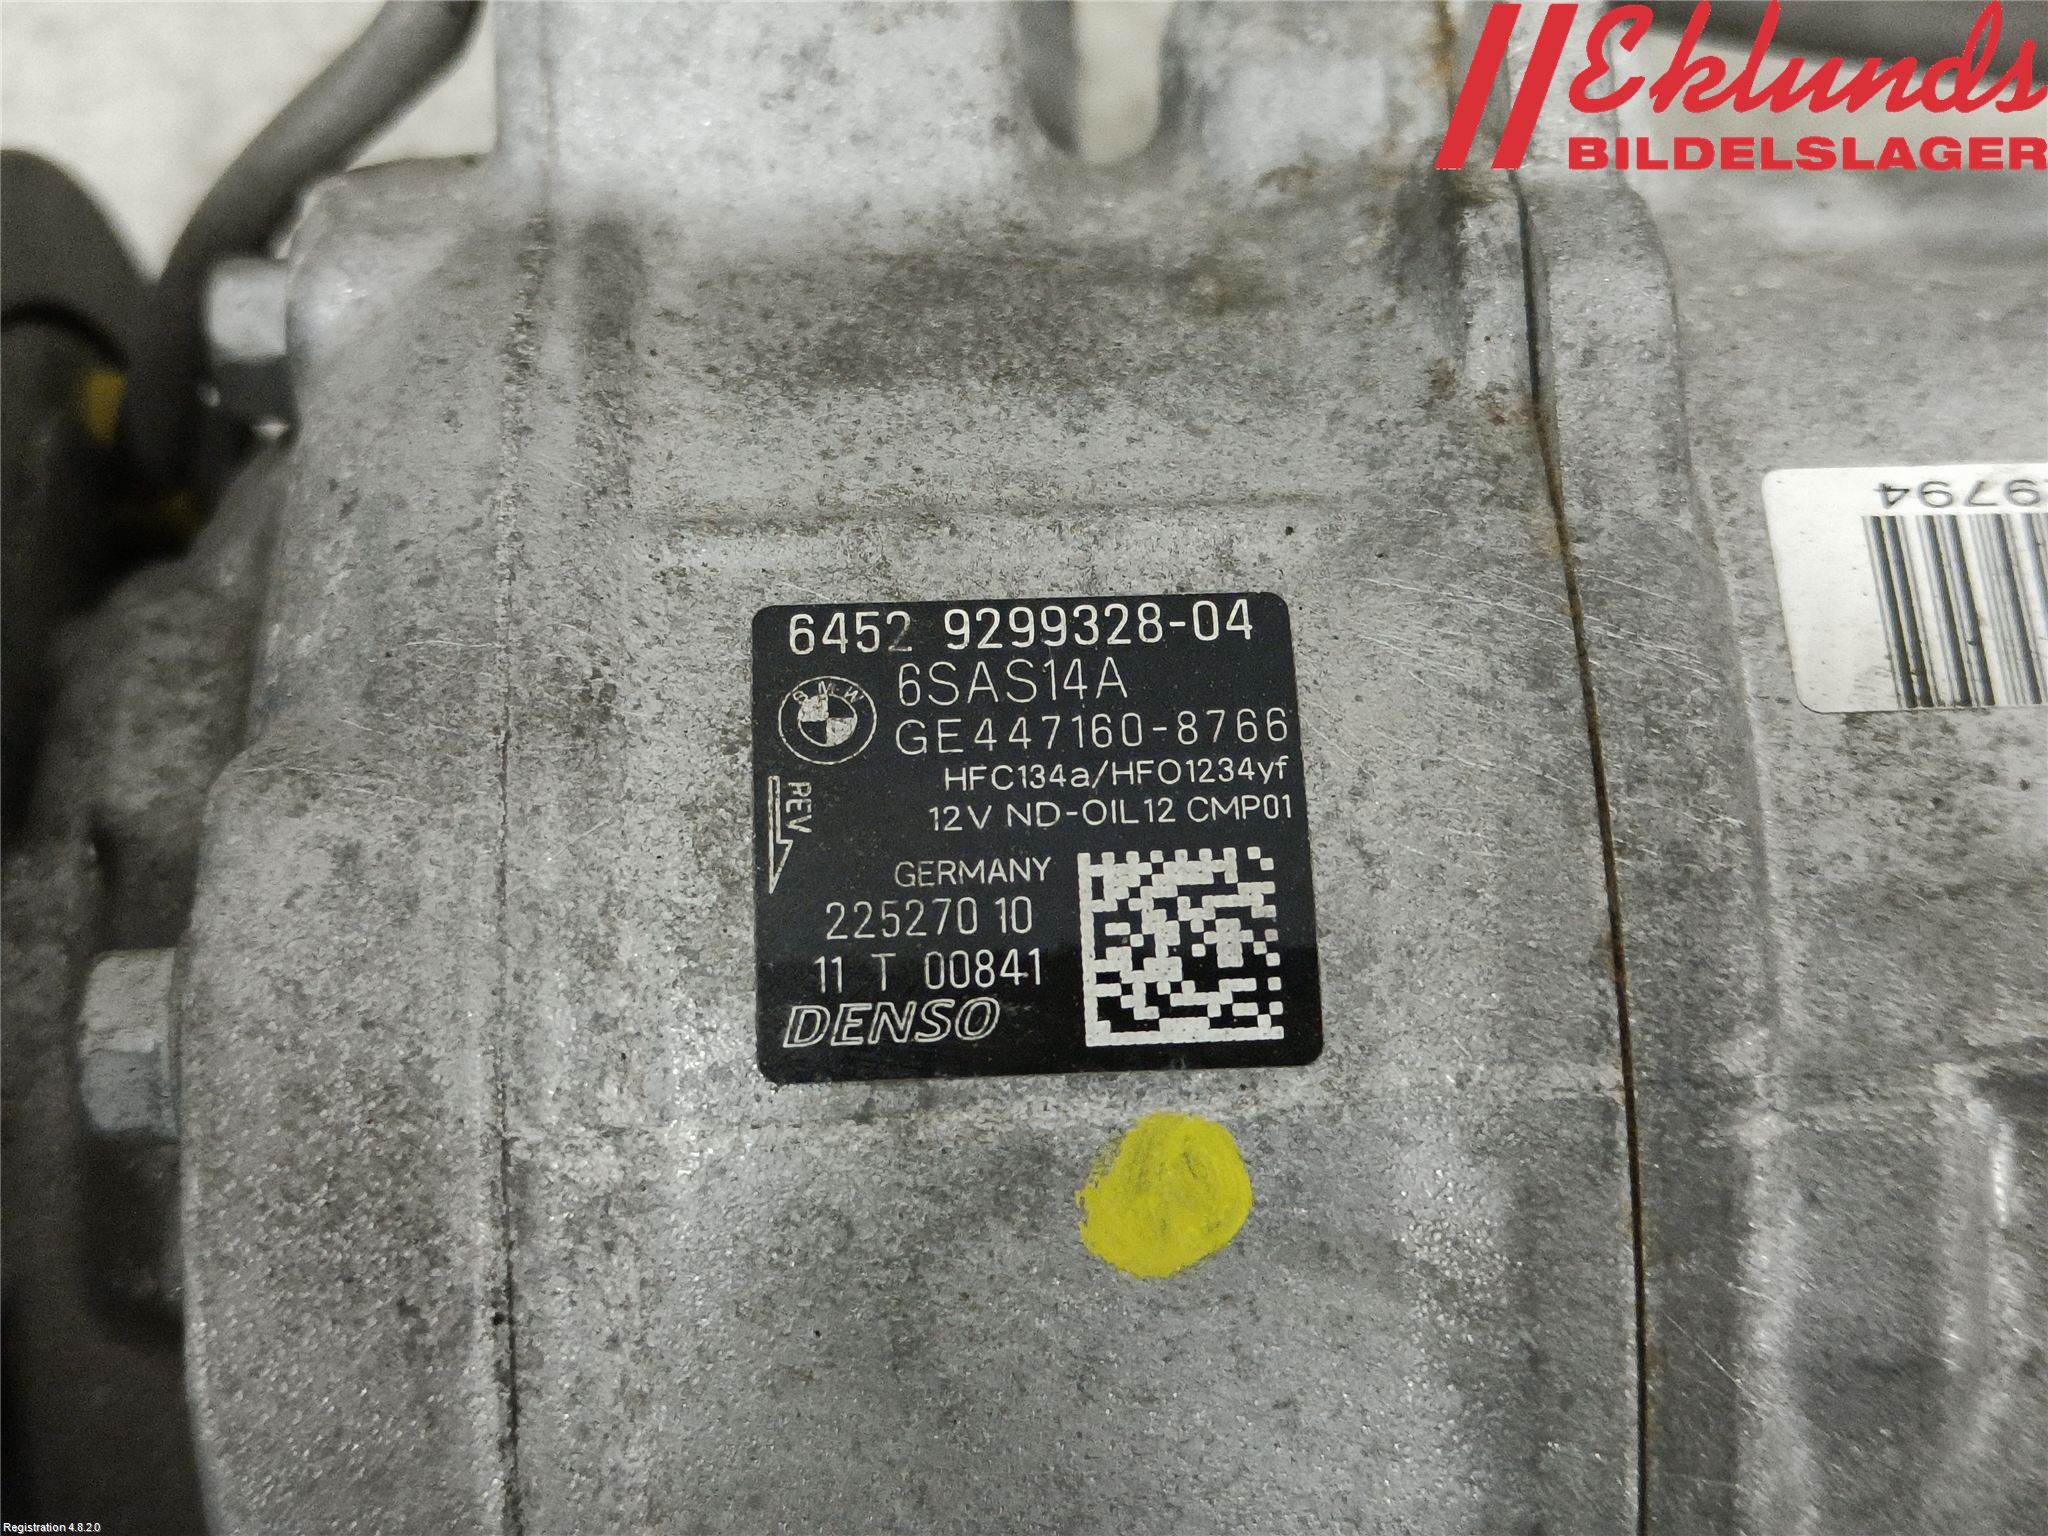 Eklunds
BILDELSLAGER
9794
6452 9299328-04
6SAS14A
BMW
GE447160-8766
HFC134a/HFO1234yf
12V ND-OIL12 CMP01
REV
GERMANY
225270 10
11 T 00841
DENSO
Registration 4.8.2.0